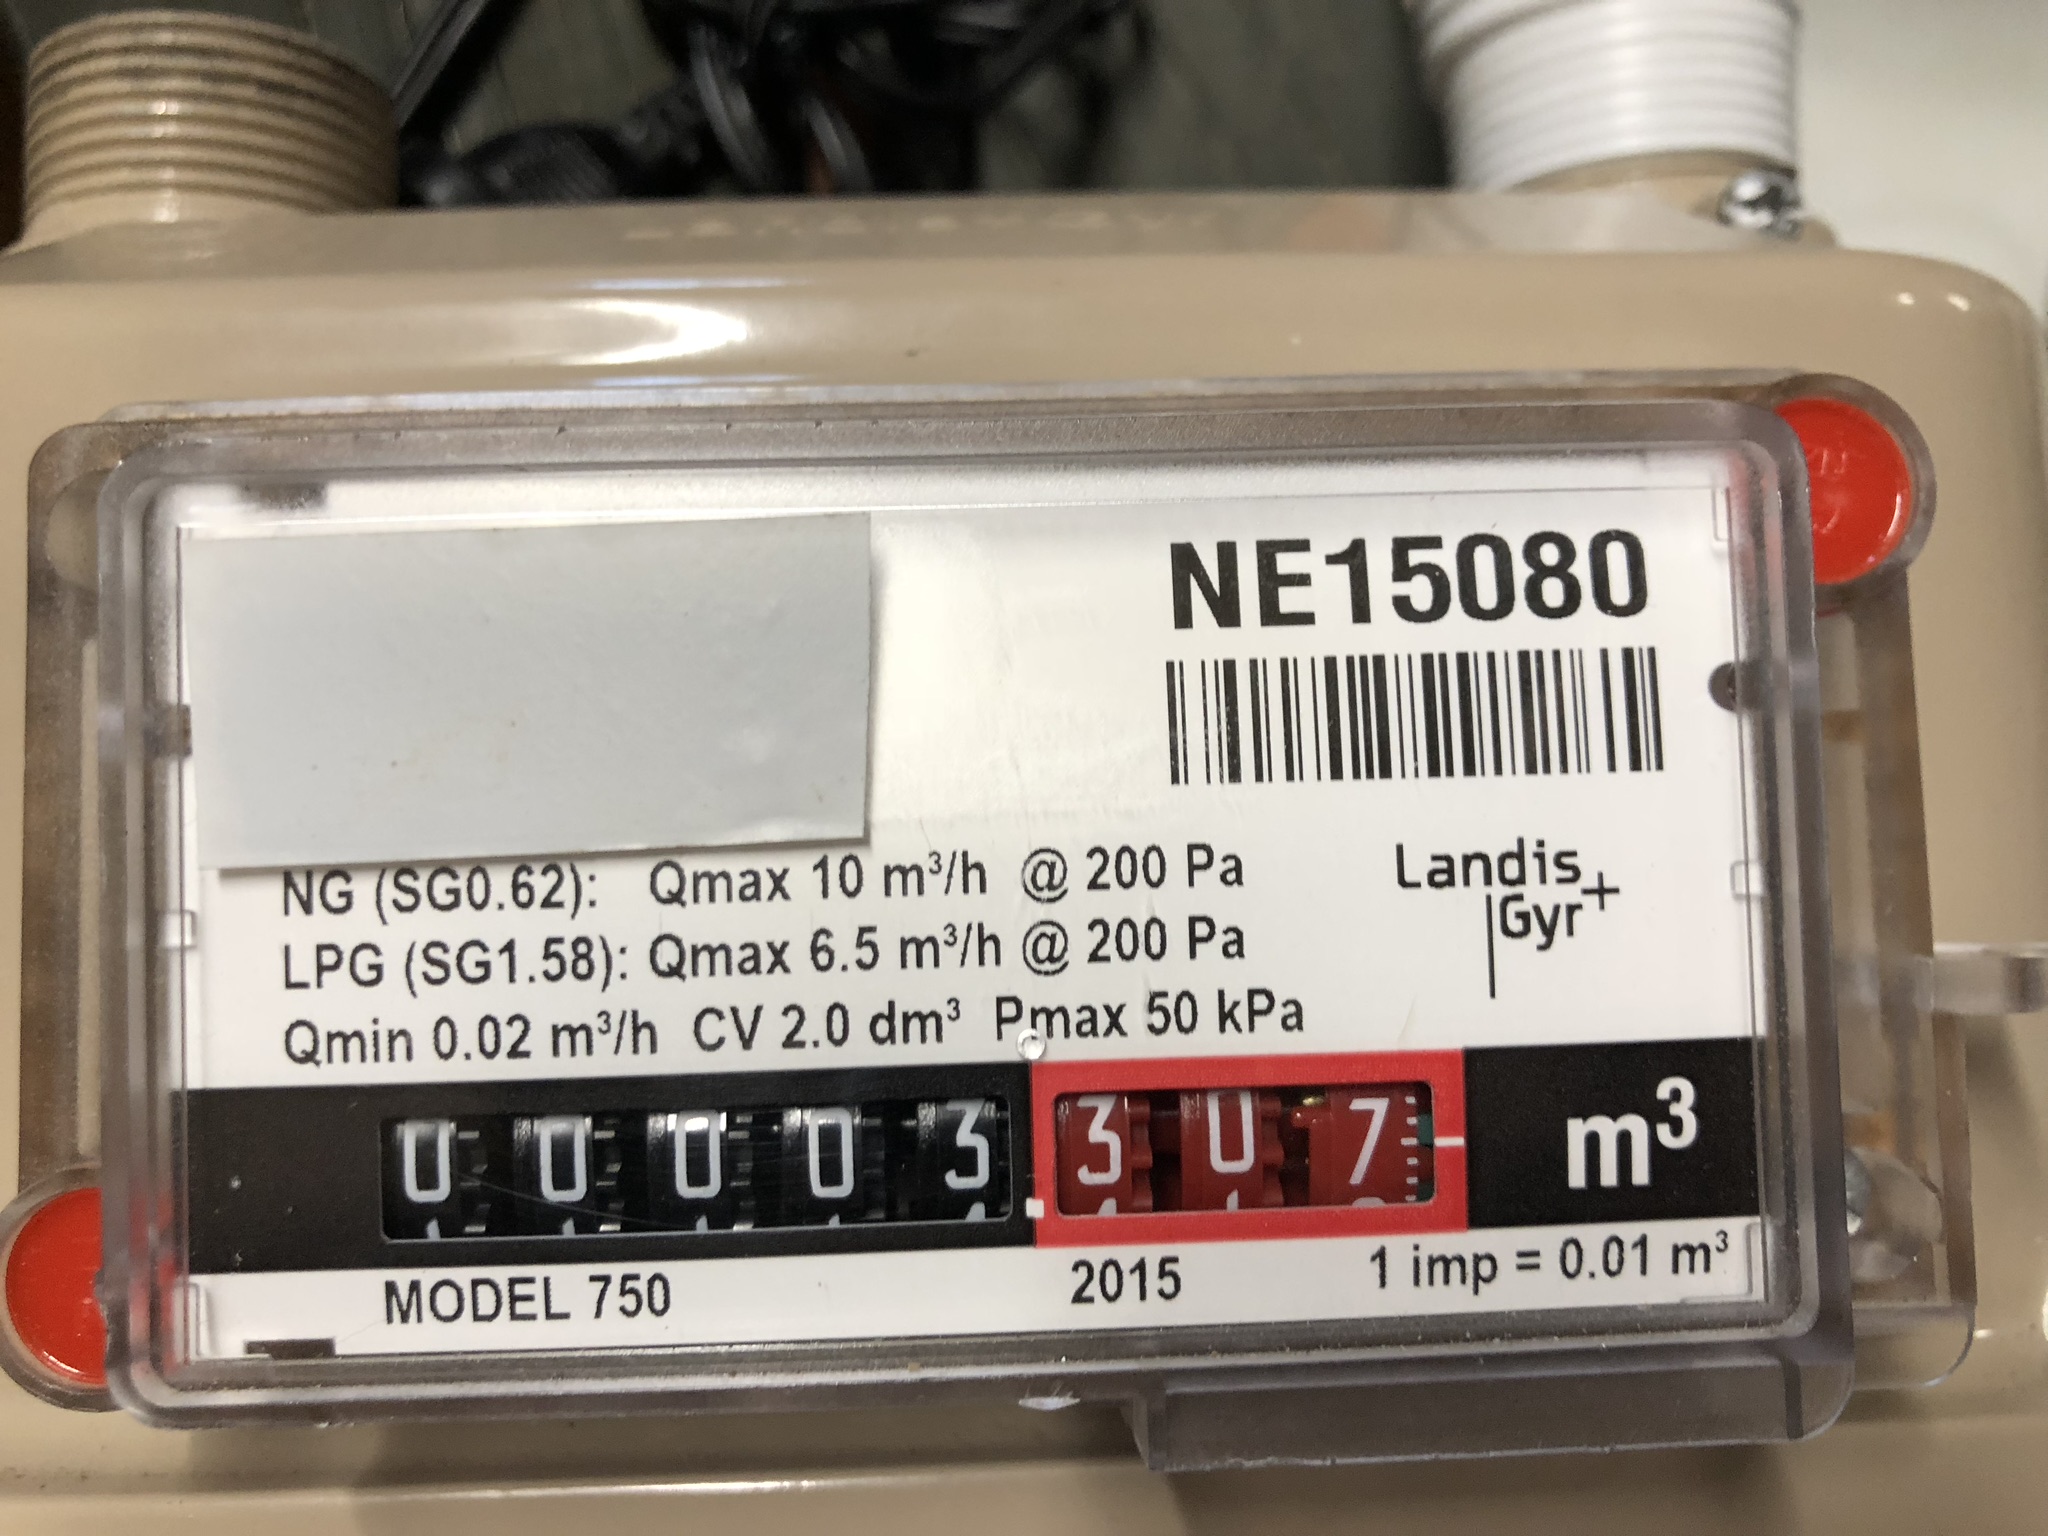 NE15080
NG (SG0.62): Qmax 10 m³/h @ 200 Pa
LPG (SG1.58): Qmax 6.5 m³/h @ 200 Pa
Qmin 0.02 m³/h CV 2.0 dm³ Pmax 50 kPa
Landis
Gyr+
0 0 0 0 3 3 0 7 m³
MODEL 750 2015 1 imp = 0.01 m³